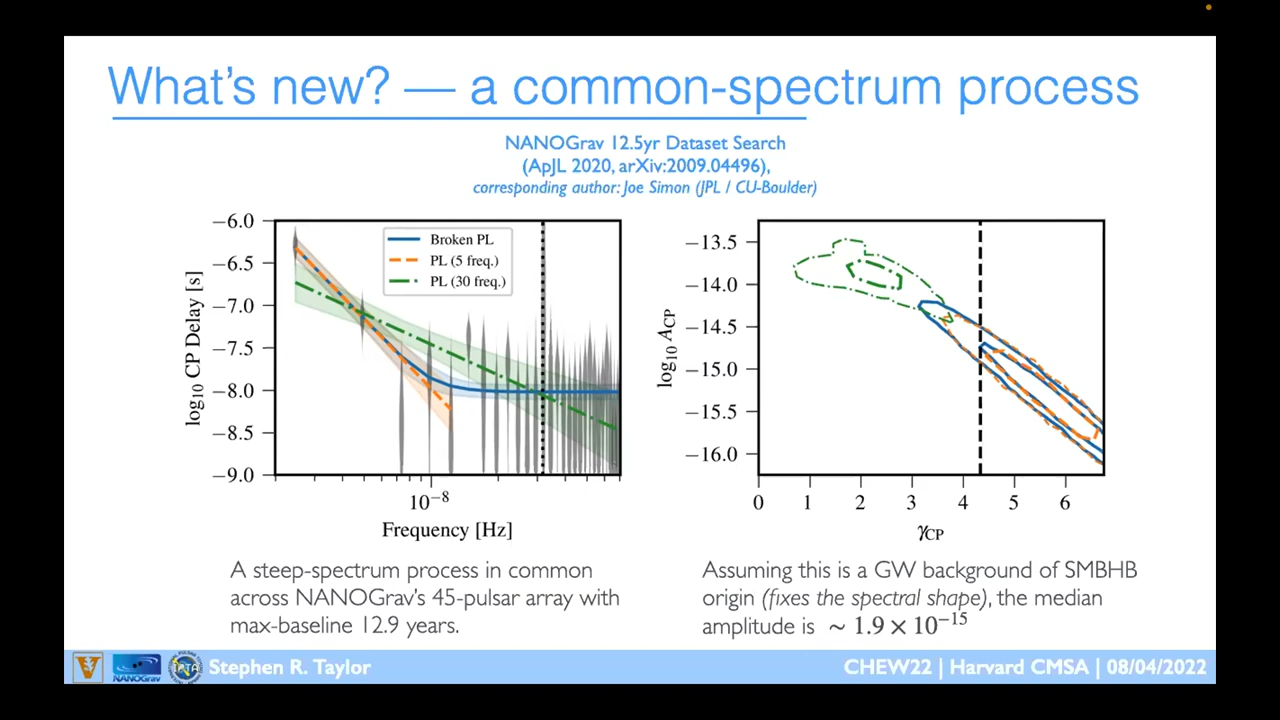 What's new? — a common-spectrum process
NANOGrav 12.5yr Dataset Search
(ApJL 2020, arXiv:2009.04496),
corresponding author: Joe Simon (JPL / CU-Boulder)
log₁₀ CP Delay [s]
−6.0
−6.5
−7.0
−7.5
−8.0
−8.5
−9.0
Broken PL
PL (5 freq.)
PL (30 freq.)
10⁻⁸
Frequency [Hz]
log₁₀ A_CP
−13.5
−14.0
−14.5
−15.0
−15.5
−16.0
0 1 2 3 4 5 6
γ_CP
A steep-spectrum process in common
across NANOGrav's 45-pulsar array with
max-baseline 12.9 years.
Assuming this is a GW background of SMBHB
origin (fixes the spectral shape), the median
amplitude is ∼ 1.9 × 10⁻¹⁵
V
NANOGrav
IPTA
Stephen R. Taylor
CHEW22 | Harvard CMSA | 08/04/2022